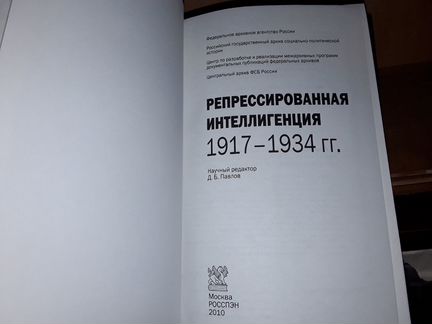 Федеральное архивное агентство России
Российский государственный архив социально-политической
истории
Центр по разработке и реализации межархивных программ
документальных публикаций федеральных архивов
Центральный архив ФСБ России
РЕПРЕССИРОВАННАЯ
ИНТЕЛЛИГЕНЦИЯ
1917–1934 ГГ.
Научный редактор
Д. Б. Павлов
Москва
РОССПЭН
2010